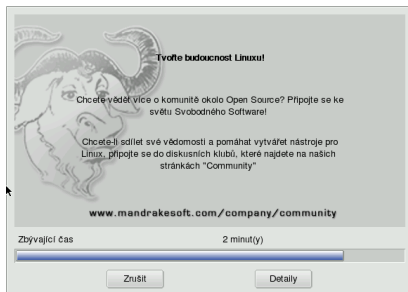 Tvořte budoucnost Linuxu!
Chcete vědět více o komunitě okolo Open Source? Připojte se ke
světu Svobodného Software!
Chcete-li sdílet své vědomosti a pomáhat vytvářet nástroje pro
Linux, připojte se do diskusních klubů, které najdete na našich
stránkách "Community"
www.mandrakesoft.com/company/community
Zbývající čas 2 minut(y)
Zrušit Detaily